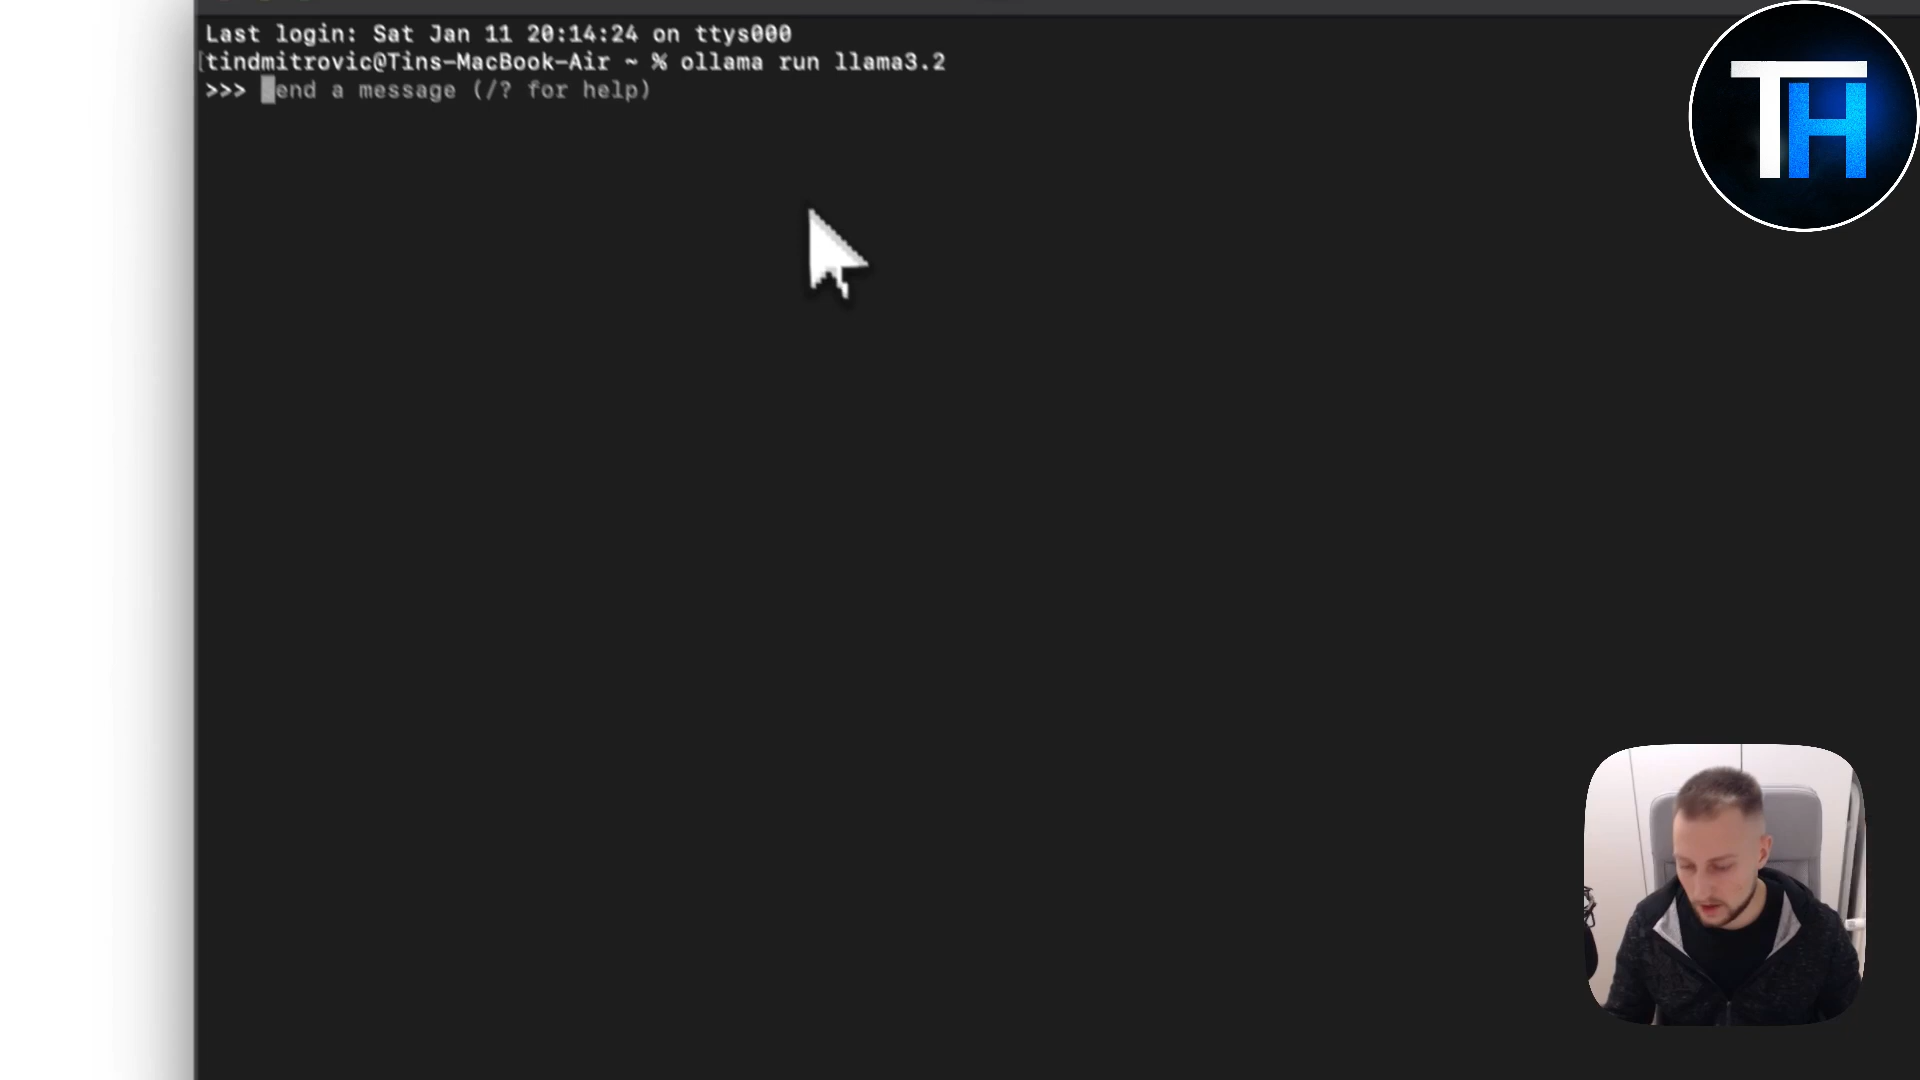 Last login: Sat Jan 11 20:14:24 on ttys000
[tindmitrovic@Tins-MacBook-Air ~ % ollama run llama3.2
>>> end a message (/? for help)
TH